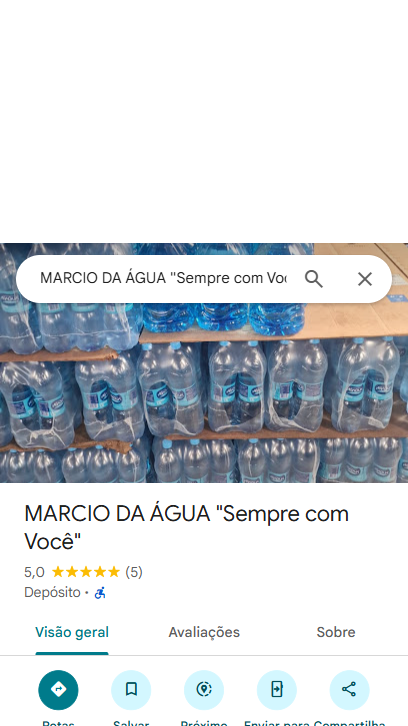 MARCIO DA ÁGUA "Sempre com Voc
MARCIO DA ÁGUA "Sempre com
Você"
5,0 (5)
Depósito ·
Visão geral Avaliações Sobre
Rotas Salvar Próximo Enviar para Compartilha